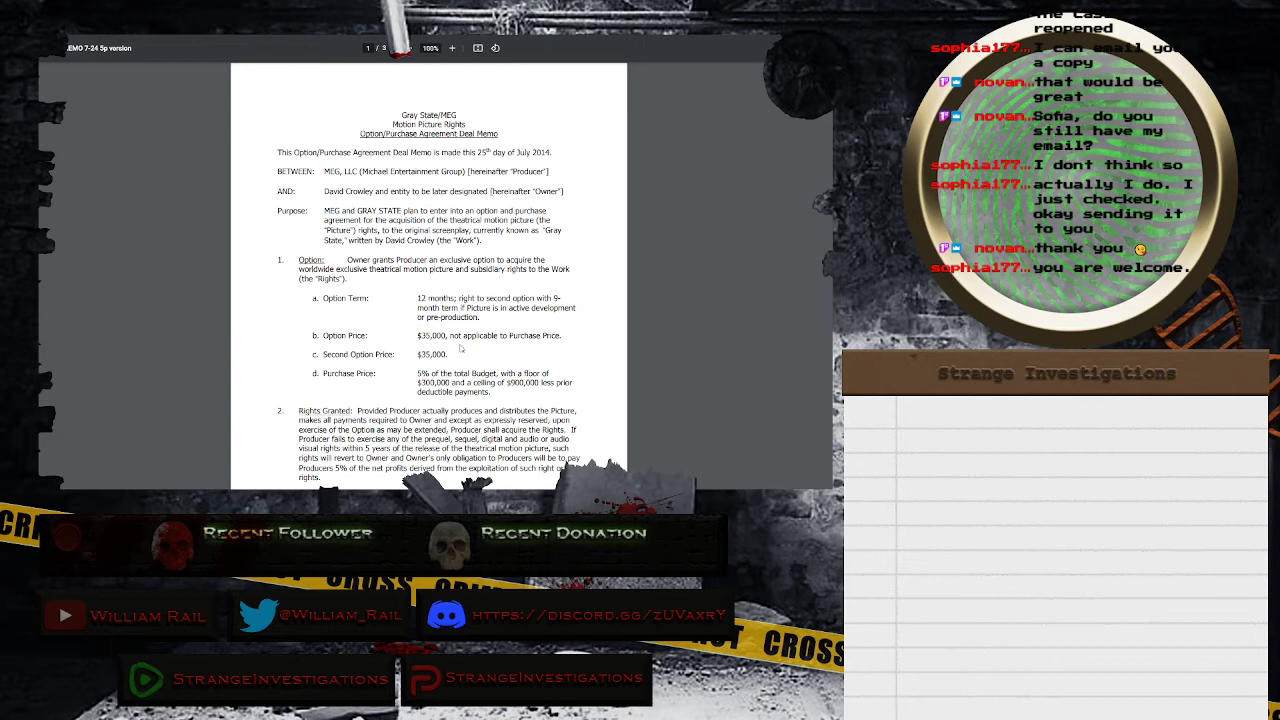 EMO 7-24 5p version
1 / 3
100%
Gray State/MEG
Motion Picture Rights
Option/Purchase Agreement Deal Memo
This Option/Purchase Agreement Deal Memo is made this 25th day of July 2014.
BETWEEN: MEG, LLC (Michael Entertainment Group) [hereinafter "Producer"]
AND: David Crowley and entity to be later designated [hereinafter "Owner"]
Purpose: MEG and GRAY STATE plan to enter into an option and purchase
agreement for the acquisition of the theatrical motion picture (the
"Picture") rights, to the original screenplay, currently known as "Gray
State," written by David Crowley (the "Work").
1. Option: Owner grants Producer an exclusive option to acquire the
worldwide exclusive theatrical motion picture and subsidiary rights to the Work
(the "Rights").
a. Option Term: 12 months; right to second option with 9-
month term if Picture is in active development
or pre-production.
b. Option Price: $35,000, not applicable to Purchase Price.
c. Second Option Price: $35,000.
d. Purchase Price: 5% of the total Budget, with a floor of
$300,000 and a ceiling of $900,000 less prior
deductible payments.
2. Rights Granted: Provided Producer actually produces and distributes the Picture,
makes all payments required to Owner and except as expressly reserved, upon
exercise of the Option as may be extended, Producer shall acquire the Rights. If
Producer fails to exercise any of the prequel, sequel, digital and audio or audio
visual rights within 5 years of the release of the theatrical motion picture, such
rights will revert to Owner and Owner's only obligation to Producers will be to pay
Producers 5% of the net profits derived from the exploitation of such right or
rights.
reopened
sophia177... I can email you
a copy
novan... that would be
great
novan... Sofia, do you
still have my
email?
sophia177... I dont think so
sophia177... actually I do. I
just checked.
okay sending it
to you
novan... thank you
sophia177... you are welcome.
Strange Investigations
Recent Follower
Recent Donation
CROSS
William Rail
@William_Rail
https://discord.gg/zUVaxrY
NOT CROSS
StrangeInvestigations
StrangeInvestigations